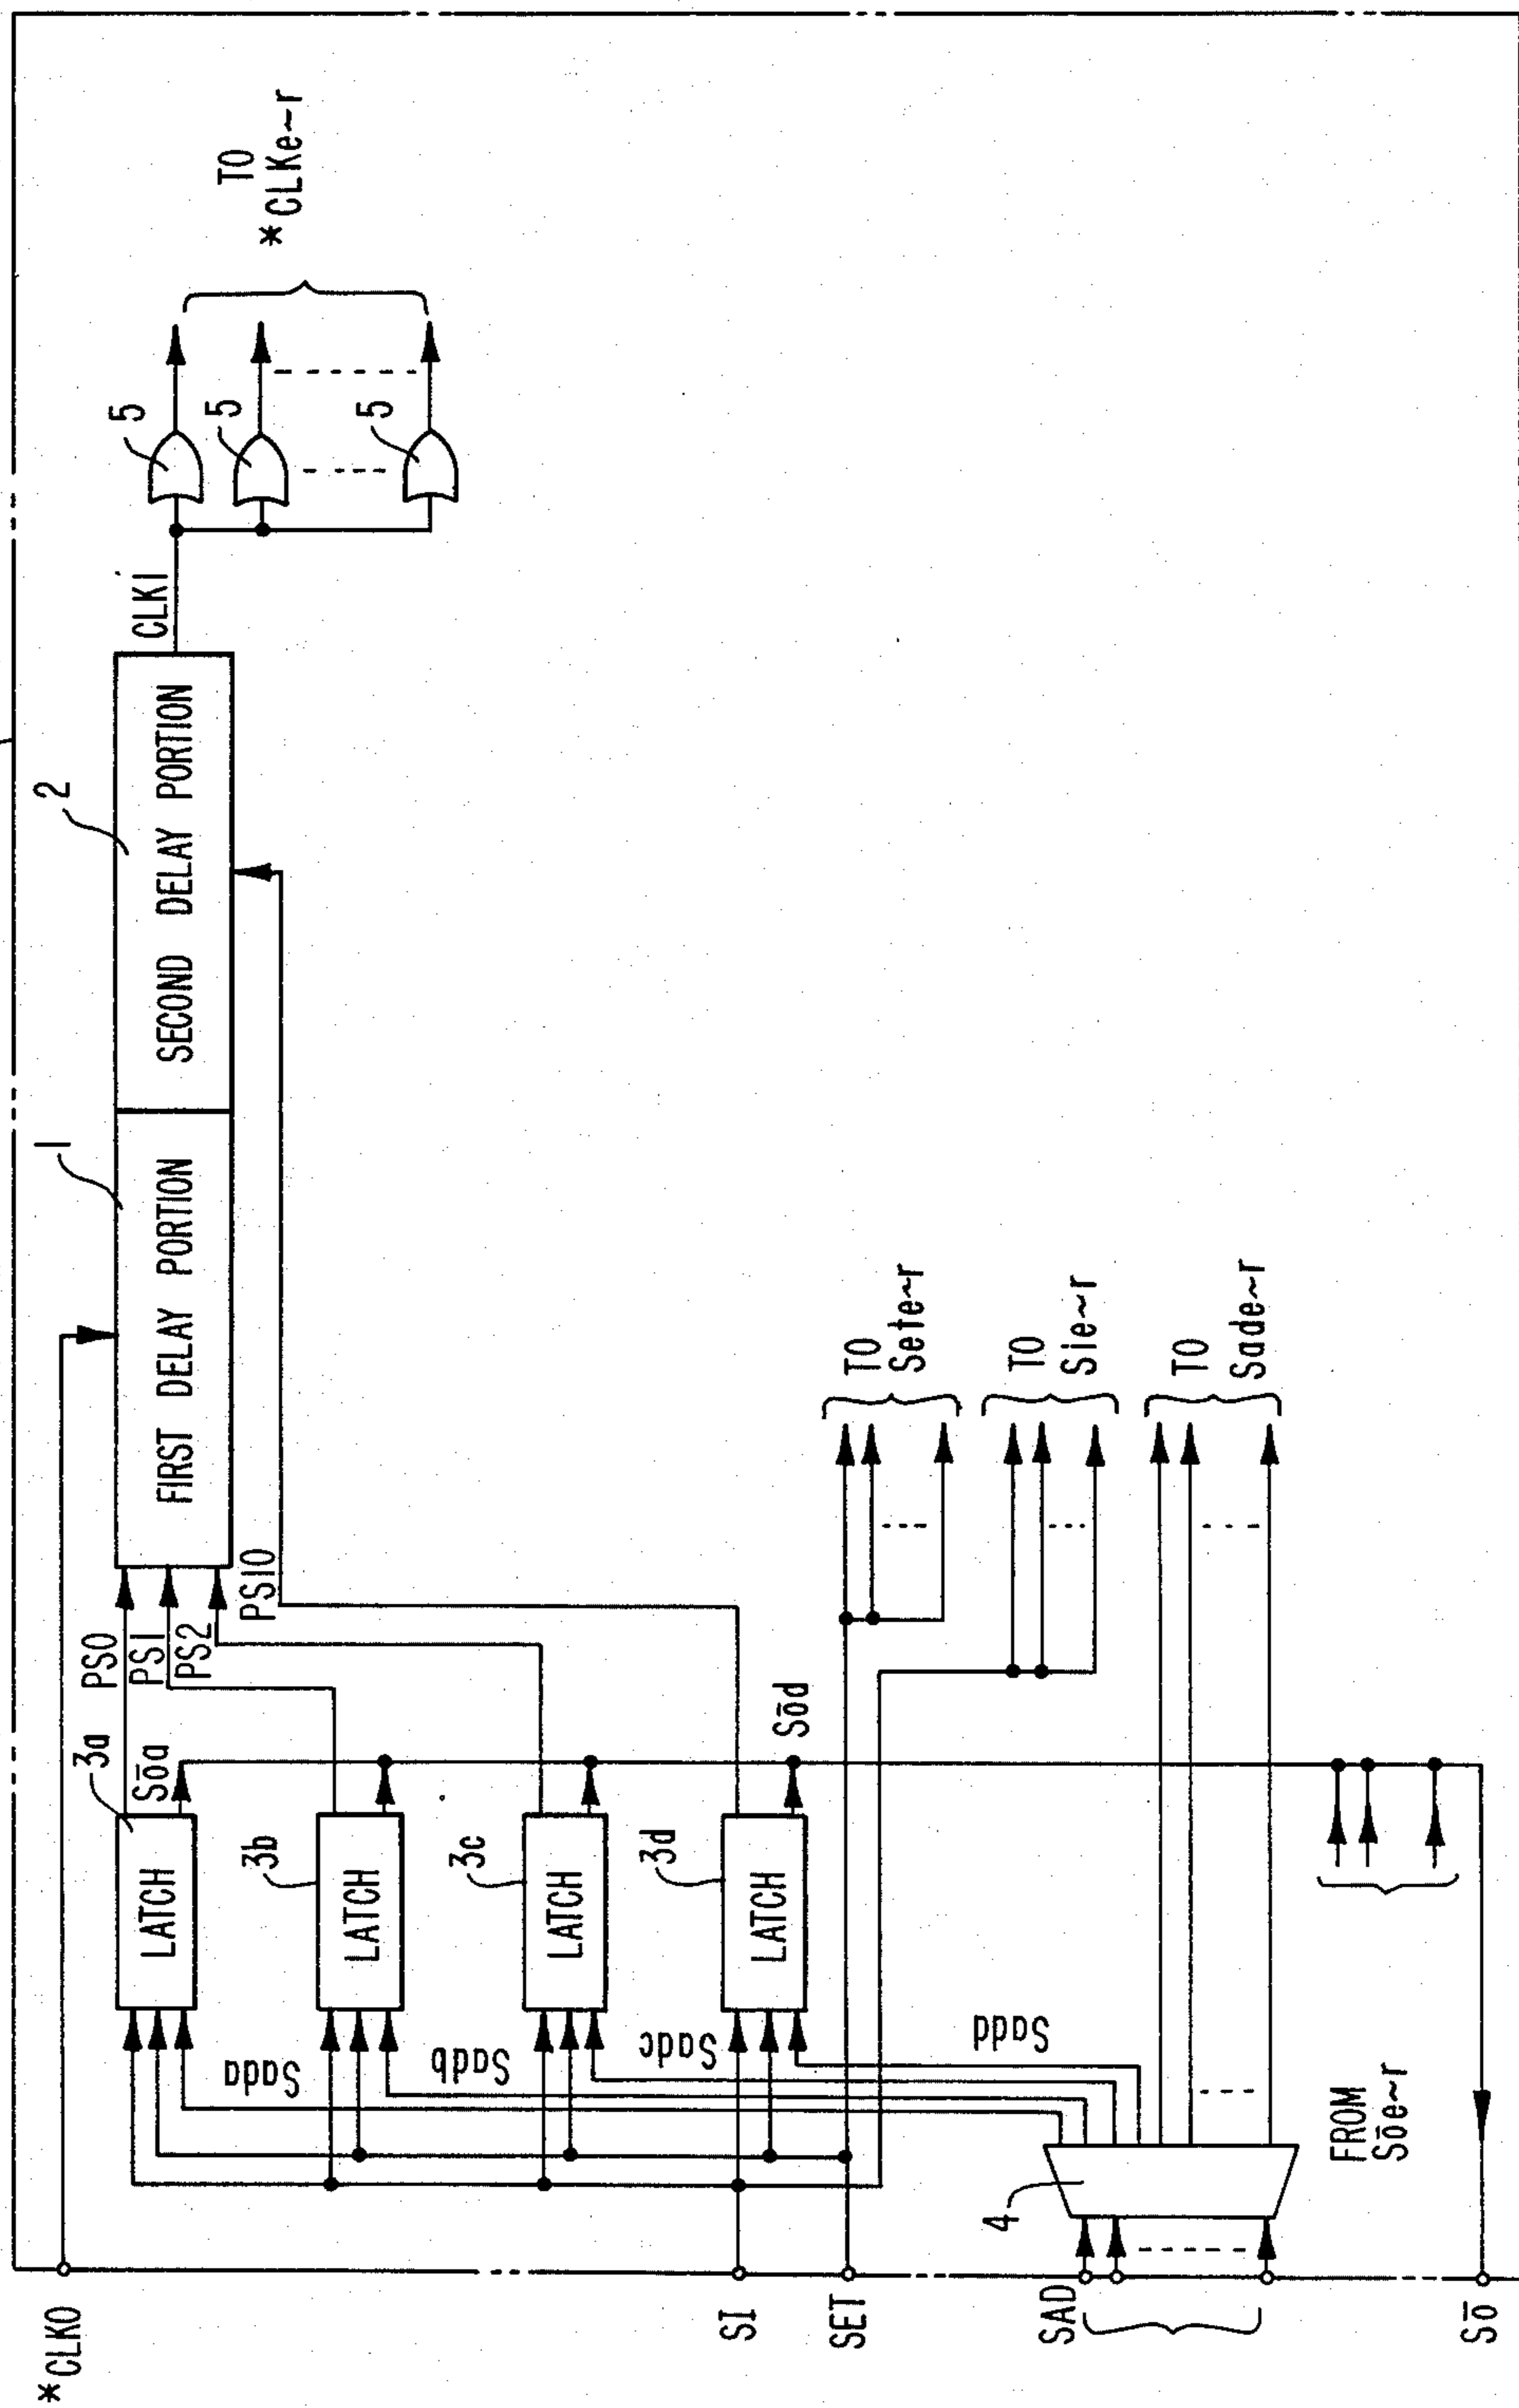 *CLK0
SI
SET
SAD
SŌ
3a
LATCH
SŌa
PS0
PS1
PS2
PS10
3b
LATCH
3c
LATCH
3d
LATCH
SŌd
Sada
Sadb
Sadc
Sadd
4
1
FIRST DELAY PORTION
2
SECOND DELAY PORTION
CLK1
5
5
5
TO
*CLKe~r
TO
Sete~r
TO
SIe~r
TO
Sade~r
FROM
SŌe~r